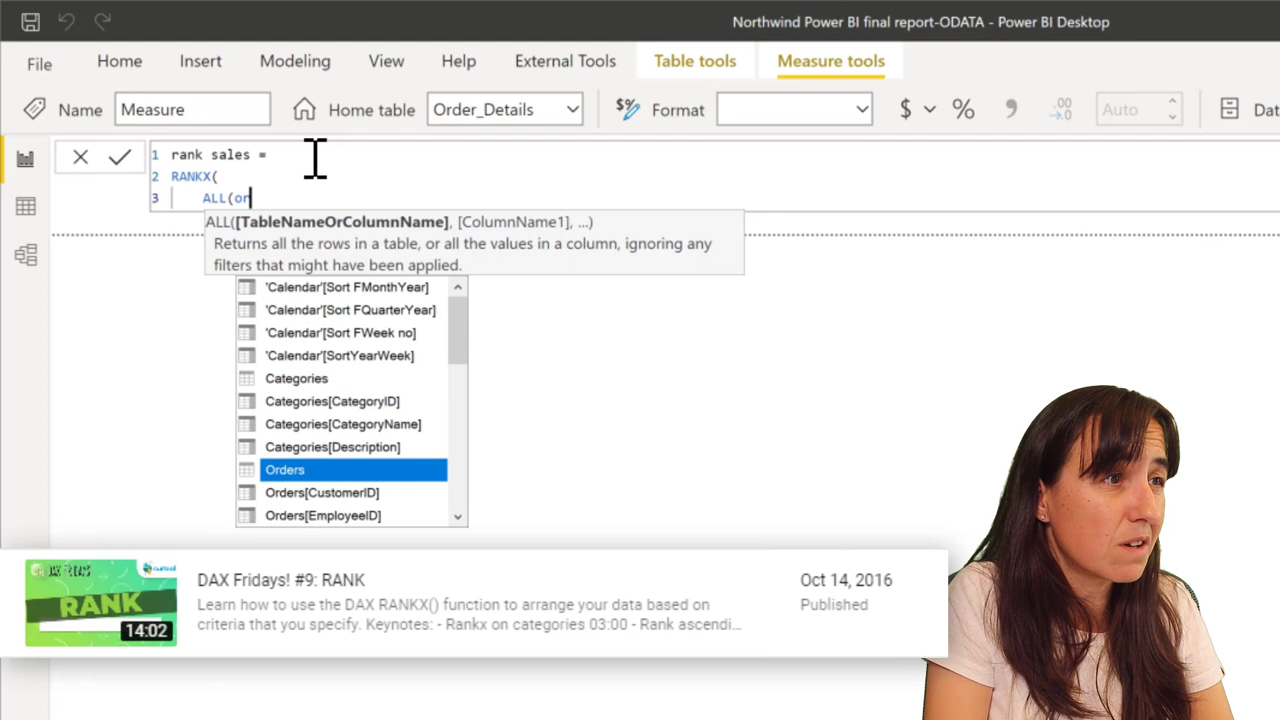 Northwind Power BI final report-ODATA - Power BI Desktop
File Home Insert Modeling View Help External Tools Table tools Measure tools
Name Measure Home table Order_Details Format $ % , .00 Auto Dat
1 rank sales =
2 RANKX(
3 ALL(or
ALL([TableNameOrColumnName], [ColumnName1], ...)
Returns all the rows in a table, or all the values in a column, ignoring any
filters that might have been applied.
'Calendar'[Sort FMonthYear]
'Calendar'[Sort FQuarterYear]
'Calendar'[Sort FWeek no]
'Calendar'[SortYearWeek]
Categories
Categories[CategoryID]
Categories[CategoryName]
Categories[Description]
Orders
Orders[CustomerID]
Orders[EmployeeID]
DAX FRIDAYS
RANK
14:02
DAX Fridays! #9: RANK
Learn how to use the DAX RANKX() function to arrange your data based on
criteria that you specify. Keynotes: - Rankx on categories 03:00 - Rank ascendi...
Oct 14, 2016
Published